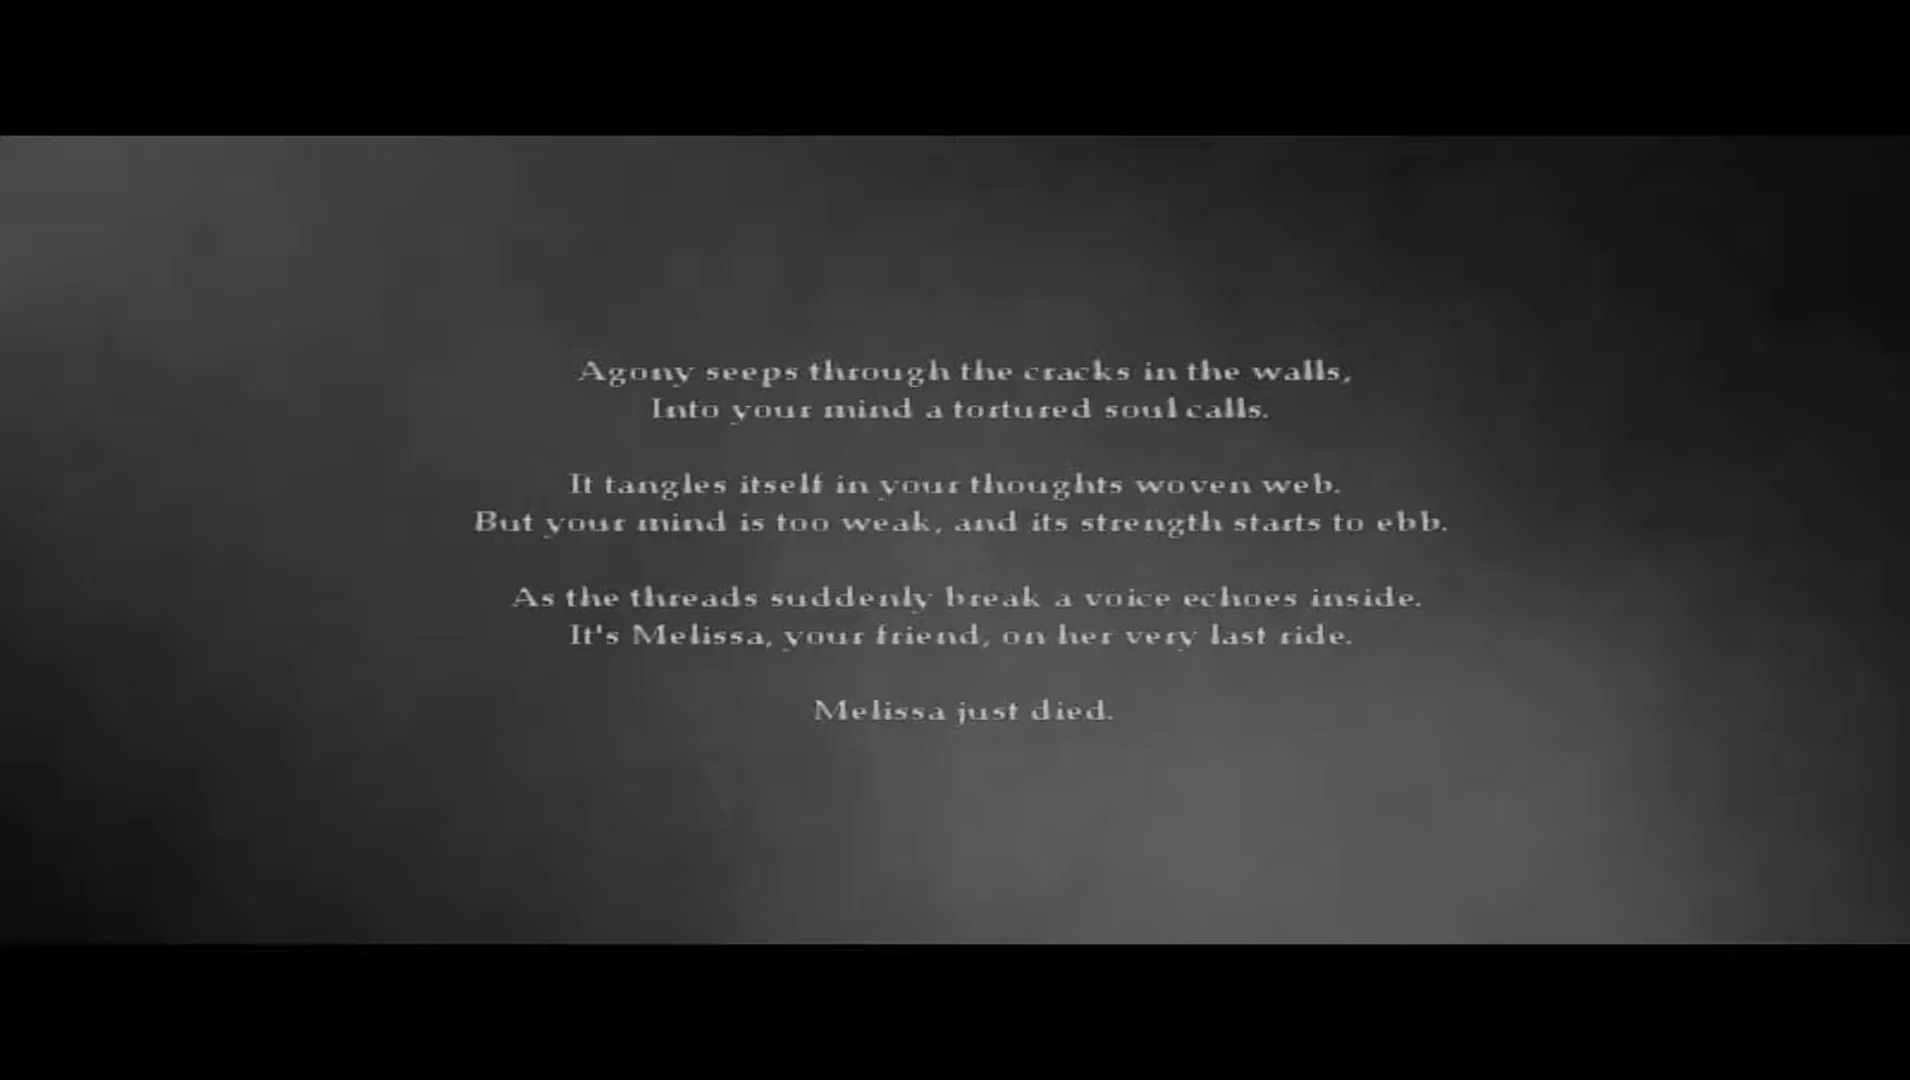 Agony seeps through the cracks in the walls,
Into your mind a tortured soul calls.
It tangles itself in your thoughts woven web.
But your mind is too weak, and its strength starts to ebb.
As the threads suddenly break a voice echoes inside.
It's Melissa, your friend, on her very last ride.
Melissa just died.